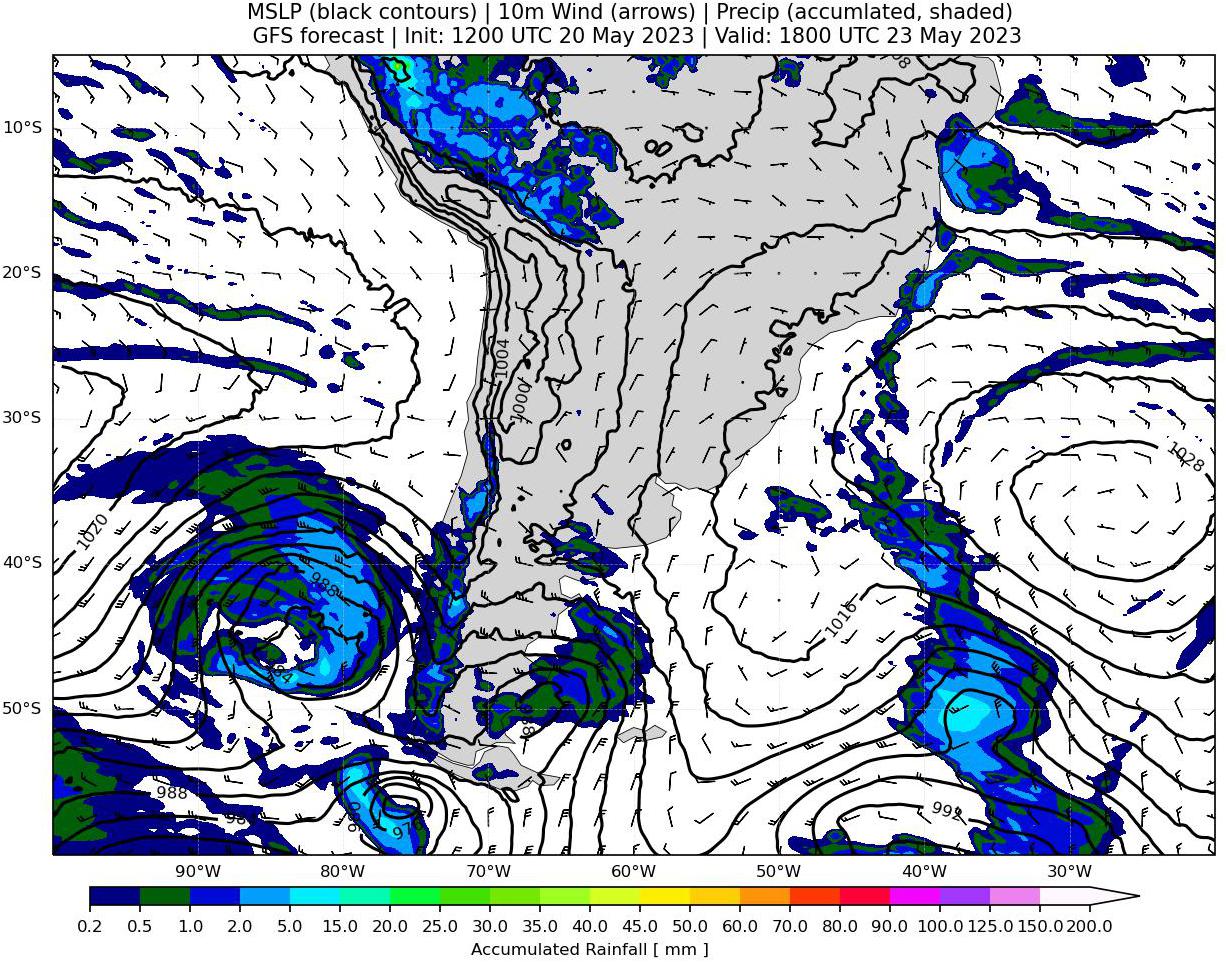 MSLP (black contours) | 10m Wind (arrows) | Precip (accumlated, shaded)
GFS forecast | Init: 1200 UTC 20 May 2023 | Valid: 1800 UTC 23 May 2023
10°S
20°S
1004
1000
30°S
1028
1020
40°S
988
1016
50°S
988
992
90°W
80°W
70°W
60°W
50°W
40°W
30°W
0.2 0.5 1.0 2.0 5.0 10.0 15.0 20.0 25.0 30.0 35.0 40.0 45.0 50.0 60.0 70.0 80.0 90.0 100.0 125.0 150.0 200.0
Accumulated Rainfall [ mm ]